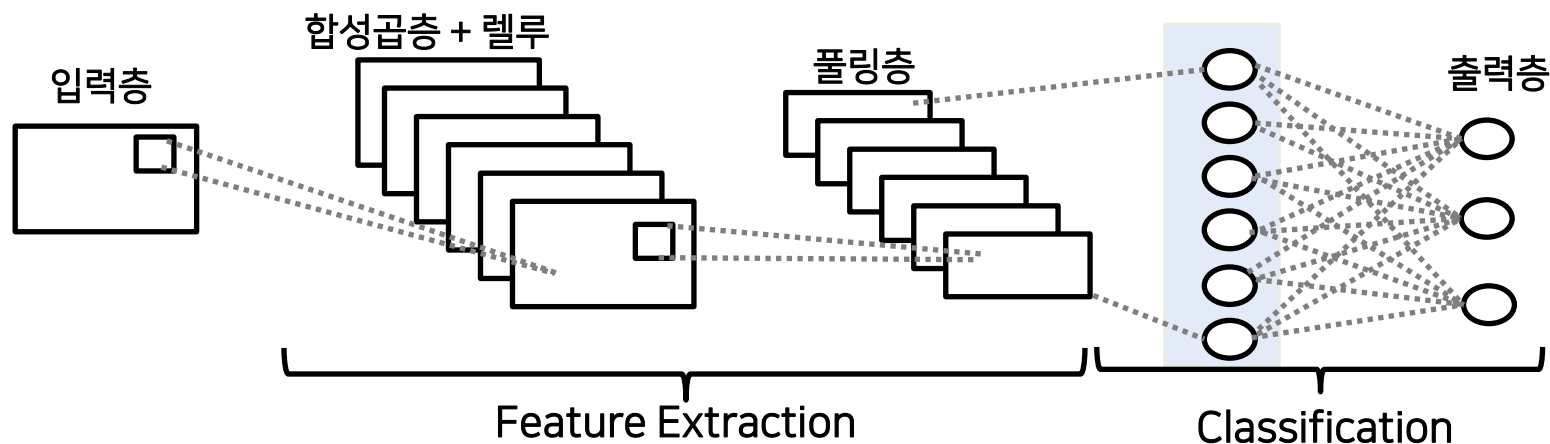 입력층
합성곱층 + 렐루
풀링층
출력층
Feature Extraction
Classification